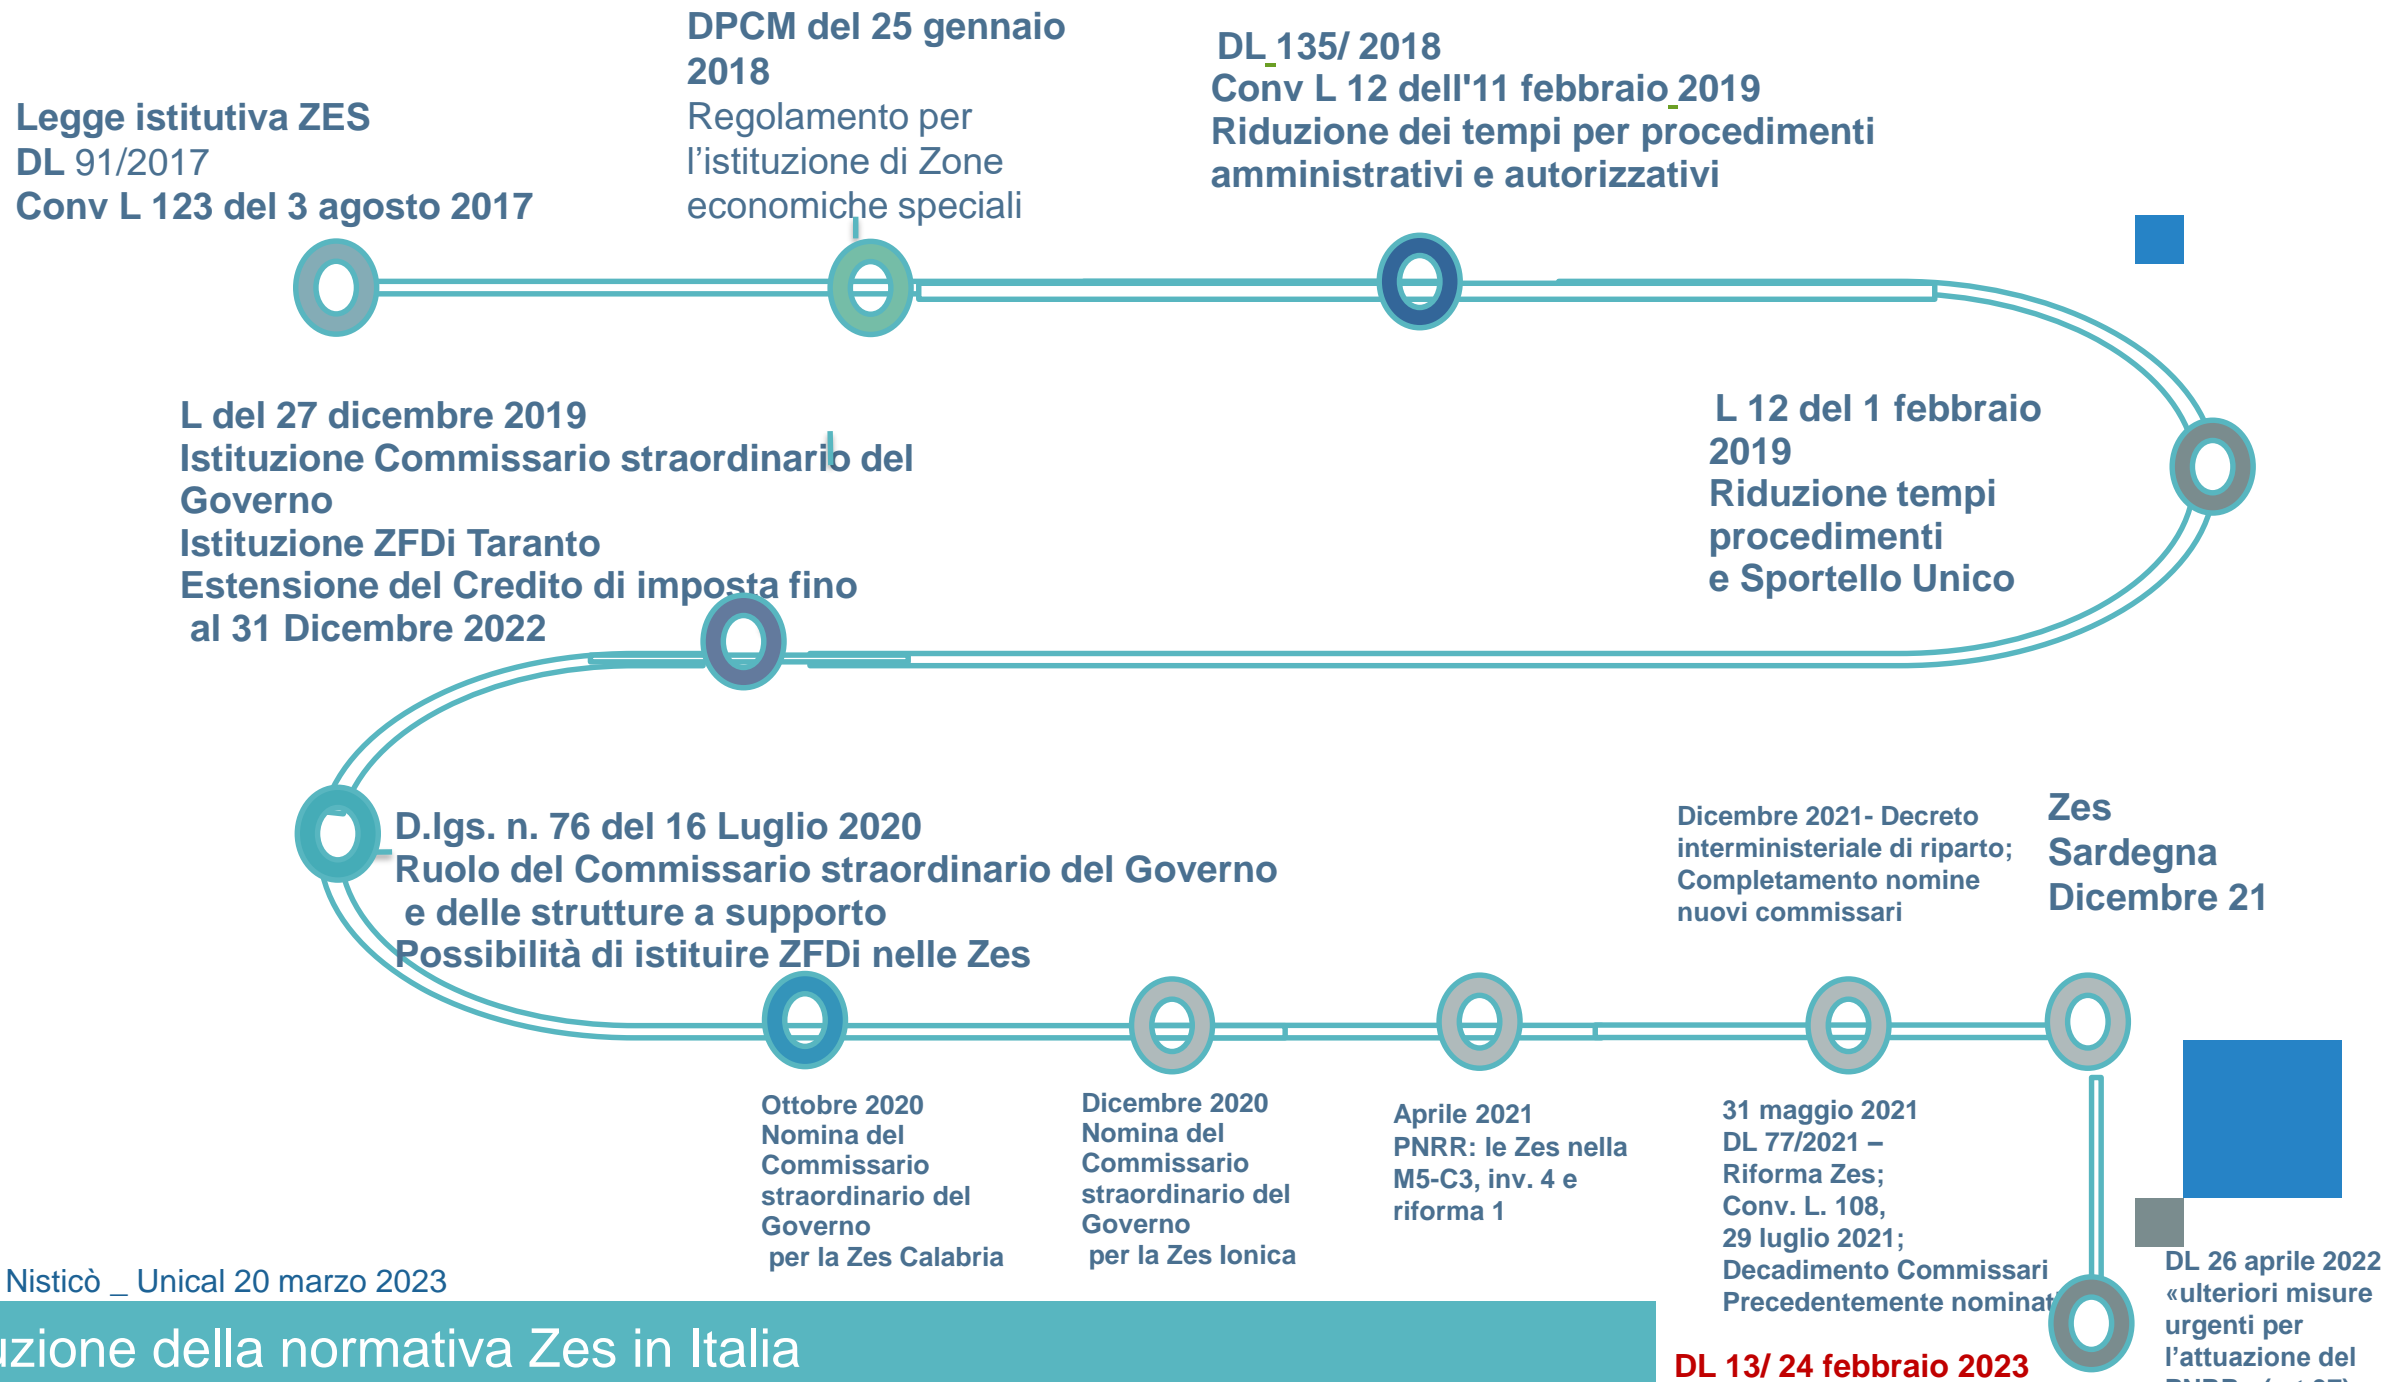 Legge istitutiva ZES
DL 91/2017
Conv L 123 del 3 agosto 2017
DPCM del 25 gennaio
2018
Regolamento per
l’istituzione di Zone
economiche speciali
DL 135/ 2018
Conv L 12 dell'11 febbraio 2019
Riduzione dei tempi per procedimenti
amministrativi e autorizzativi
L 12 del 1 febbraio
2019
Riduzione tempi
procedimenti
e Sportello Unico
L del 27 dicembre 2019
Istituzione Commissario straordinario del
Governo
Istituzione ZFDi Taranto
Estensione del Credito di imposta fino
al 31 Dicembre 2022
D.lgs. n. 76 del 16 Luglio 2020
Ruolo del Commissario straordinario del Governo
e delle strutture a supporto
Possibilità di istituire ZFDi nelle Zes
Ottobre 2020
Nomina del
Commissario
straordinario del
Governo
per la Zes Calabria
Dicembre 2020
Nomina del
Commissario
straordinario del
Governo
per la Zes Ionica
Aprile 2021
PNRR: le Zes nella
M5-C3, inv. 4 e
riforma 1
31 maggio 2021
DL 77/2021 –
Riforma Zes;
Conv. L. 108,
29 luglio 2021;
Decadimento Commissari
Precedentemente nominati
Dicembre 2021- Decreto
interministeriale di riparto;
Completamento nomine
nuovi commissari
Zes
Sardegna
Dicembre 21
DL 26 aprile 2022
«ulteriori misure
urgenti per
l’attuazione del
DL 13/ 24 febbraio 2023
Nisticò _ Unical 20 marzo 2023
della normativa Zes in Italia